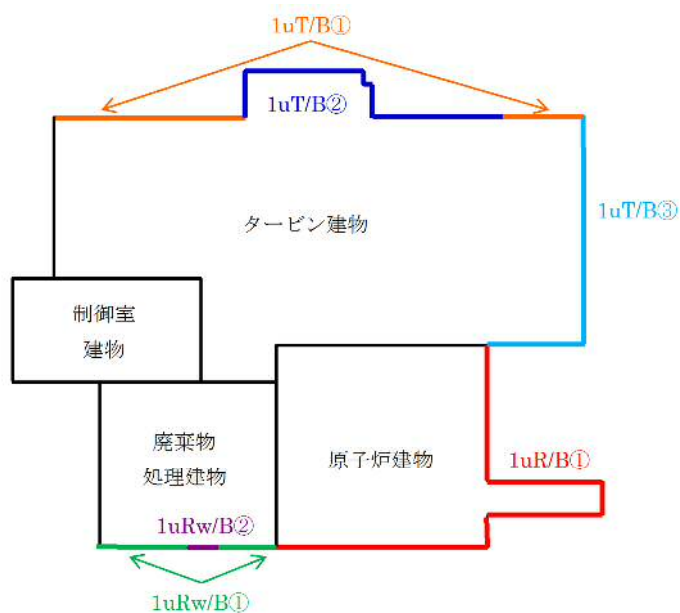 1uT/B①
1uT/B②
1uT/B③
タービン建物
制御室
建物
廃棄物
処理建物
原子炉建物
1uR/B①
1uRw/B②
1uRw/B①